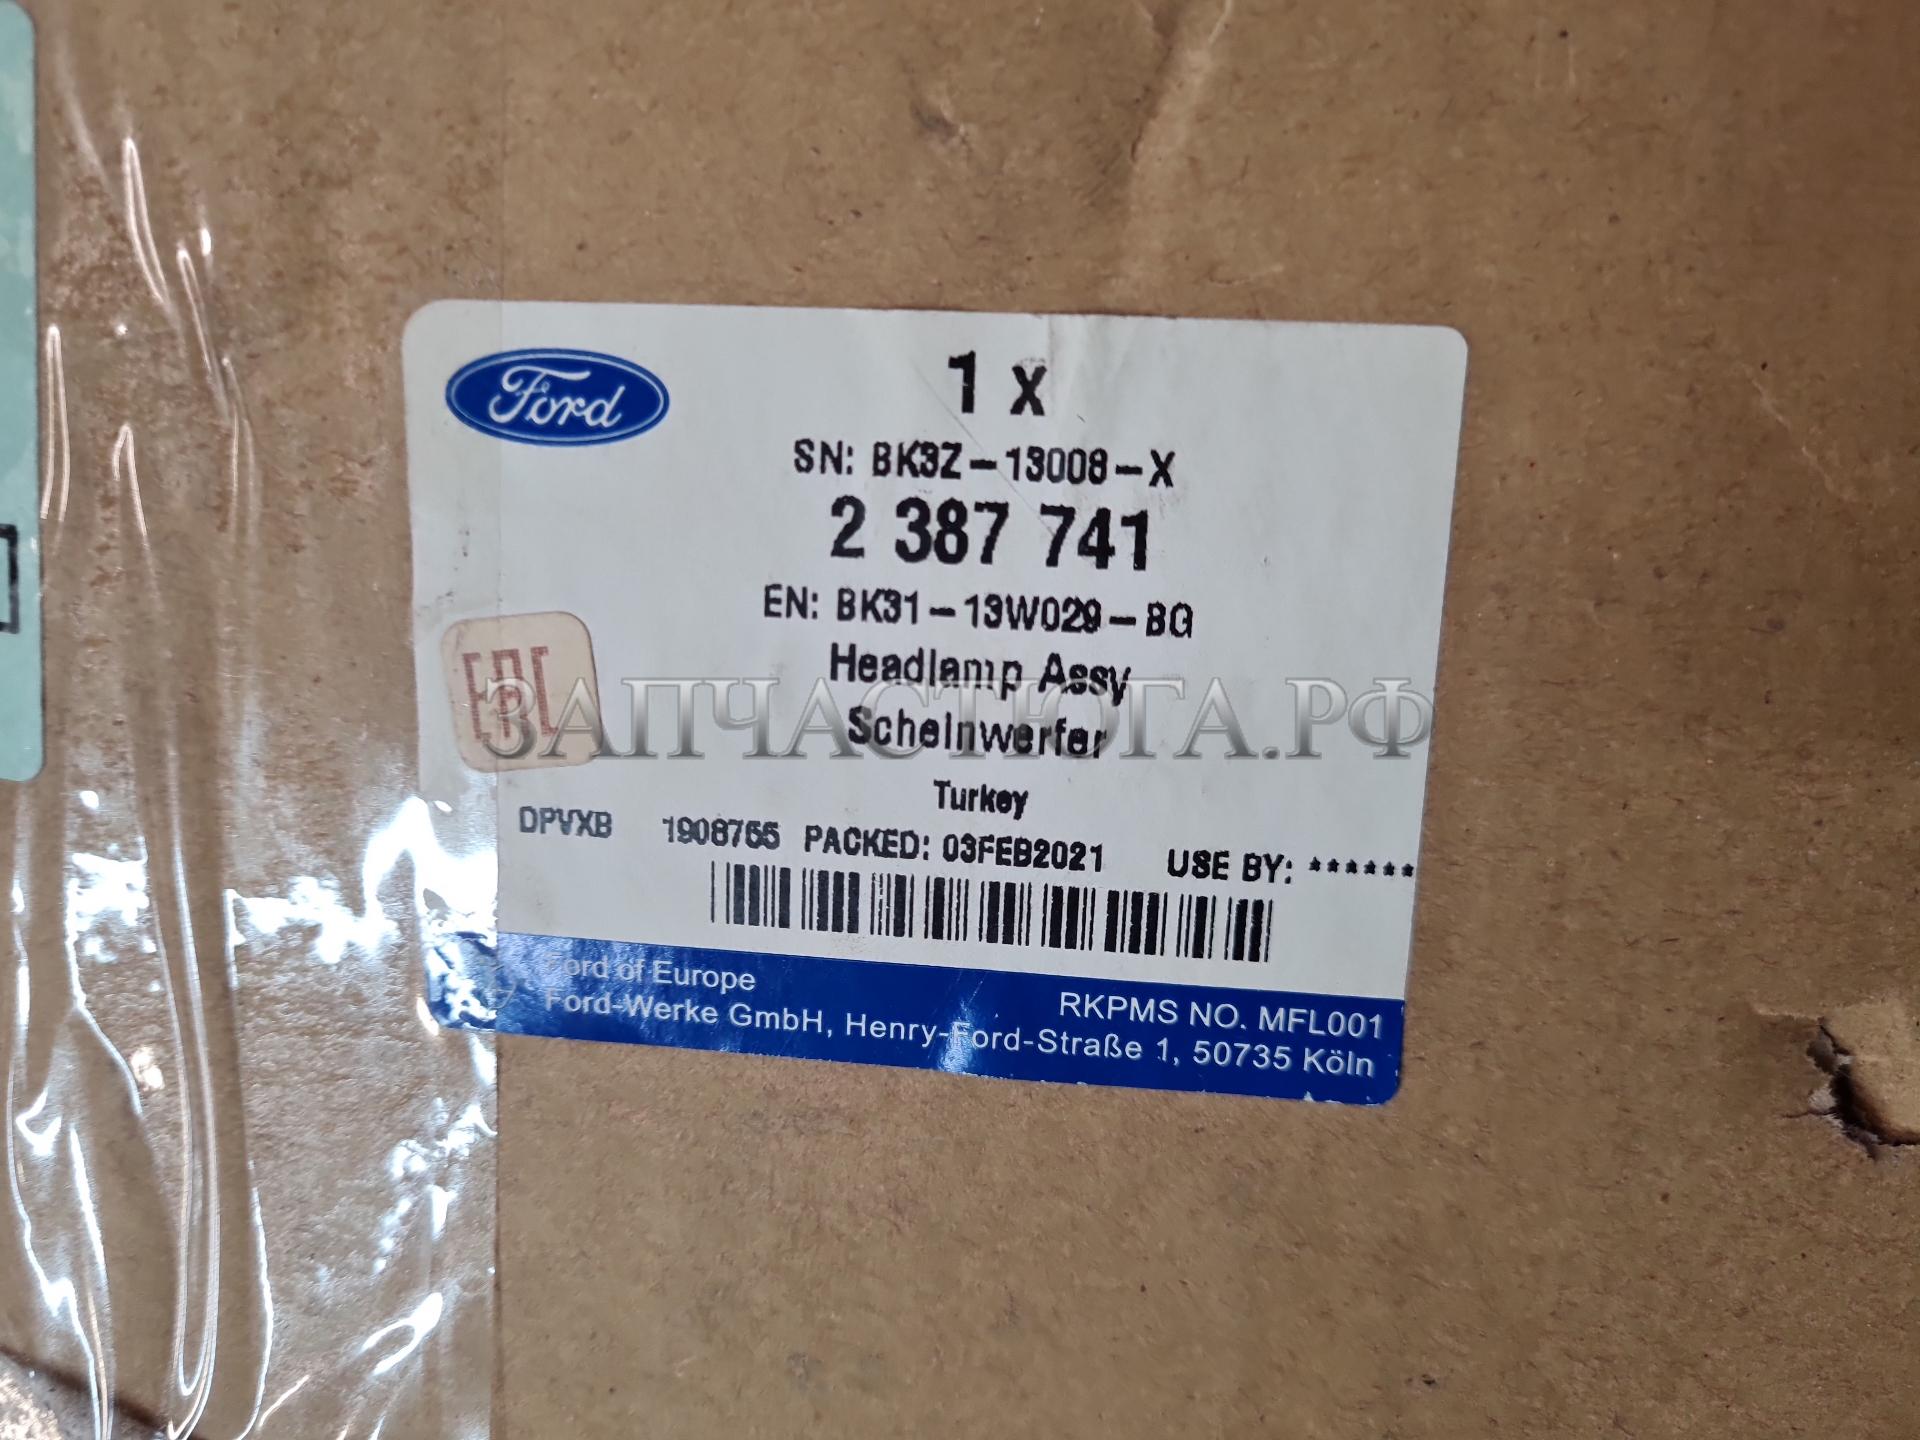 Ford
1 x
SN: BK3Z-13008-X
2 387 741
EN: BK31-13W029-BG
Headlamp Assy
EAC
ЗАПЧАСТЮГА.РФ
Scheinwerfer
Turkey
DPVXB 1908755 PACKED: 03FEB2021 USE BY: ******
Ford of Europe
RKPMS NO. MFL001
Ford-Werke GmbH, Henry-Ford-Straße 1, 50735 Köln